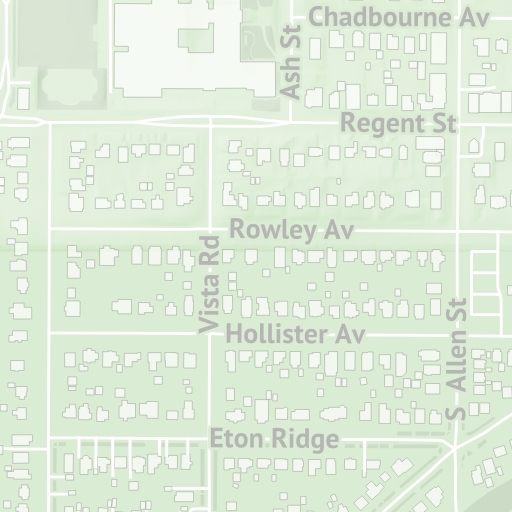 Chadbourne Av
Ash St
Regent St
Rowley Av
Vista Rd
Hollister Av
S Allen St
Eton Ridge